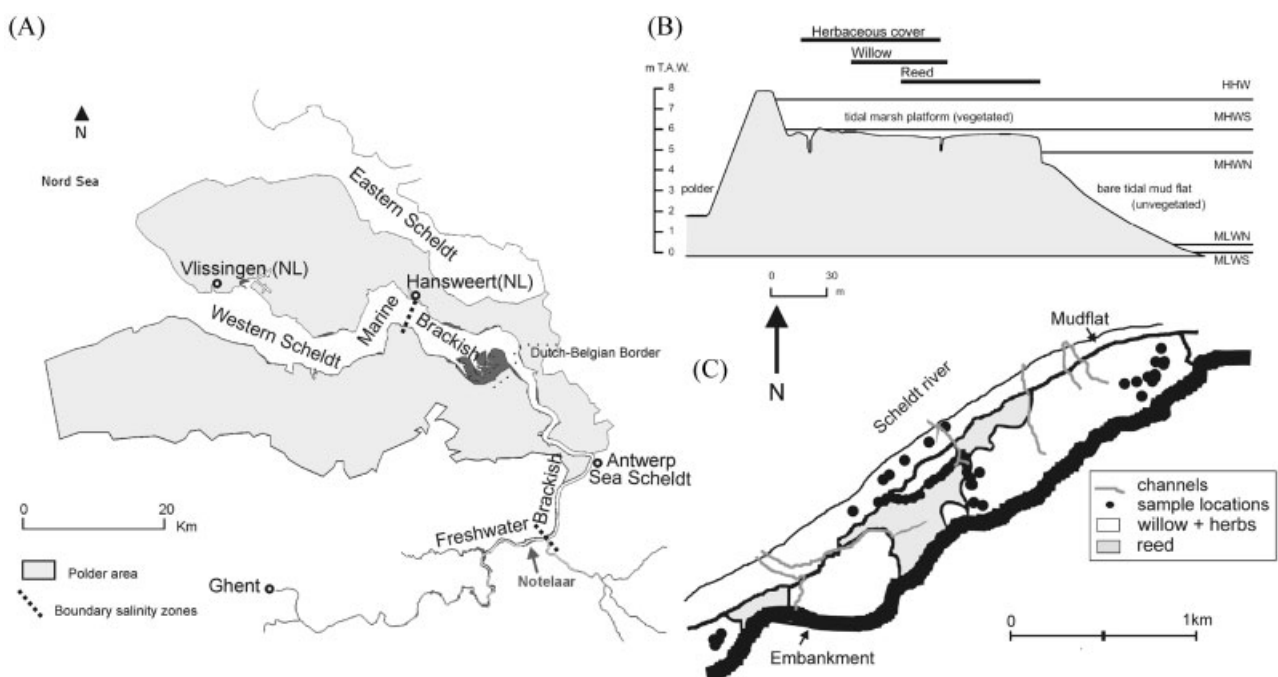 (A)
N
Nord Sea
Eastern Scheldt
Vlissingen (NL)
Hansweert(NL)
Western Scheldt
Marine
Brackish
Dutch-Belgian Border
Antwerp
Sea Scheldt
Brackish
Freshwater
Notelaar
Ghent
0 20
Km
Polder area
Boundary salinity zones
(B)
Herbaceous cover
Willow
Reed
m T.A.W.
8
7
6
5
4
3
2
1
0
HHW
tidal marsh platform (vegetated)
MHWS
MHWN
polder
bare tidal mud flat
(unvegetated)
MLWN
MLWS
0 30
m
N
(C)
Mudflat
Scheldt river
channels
sample locations
willow + herbs
reed
Embankment
0 1km